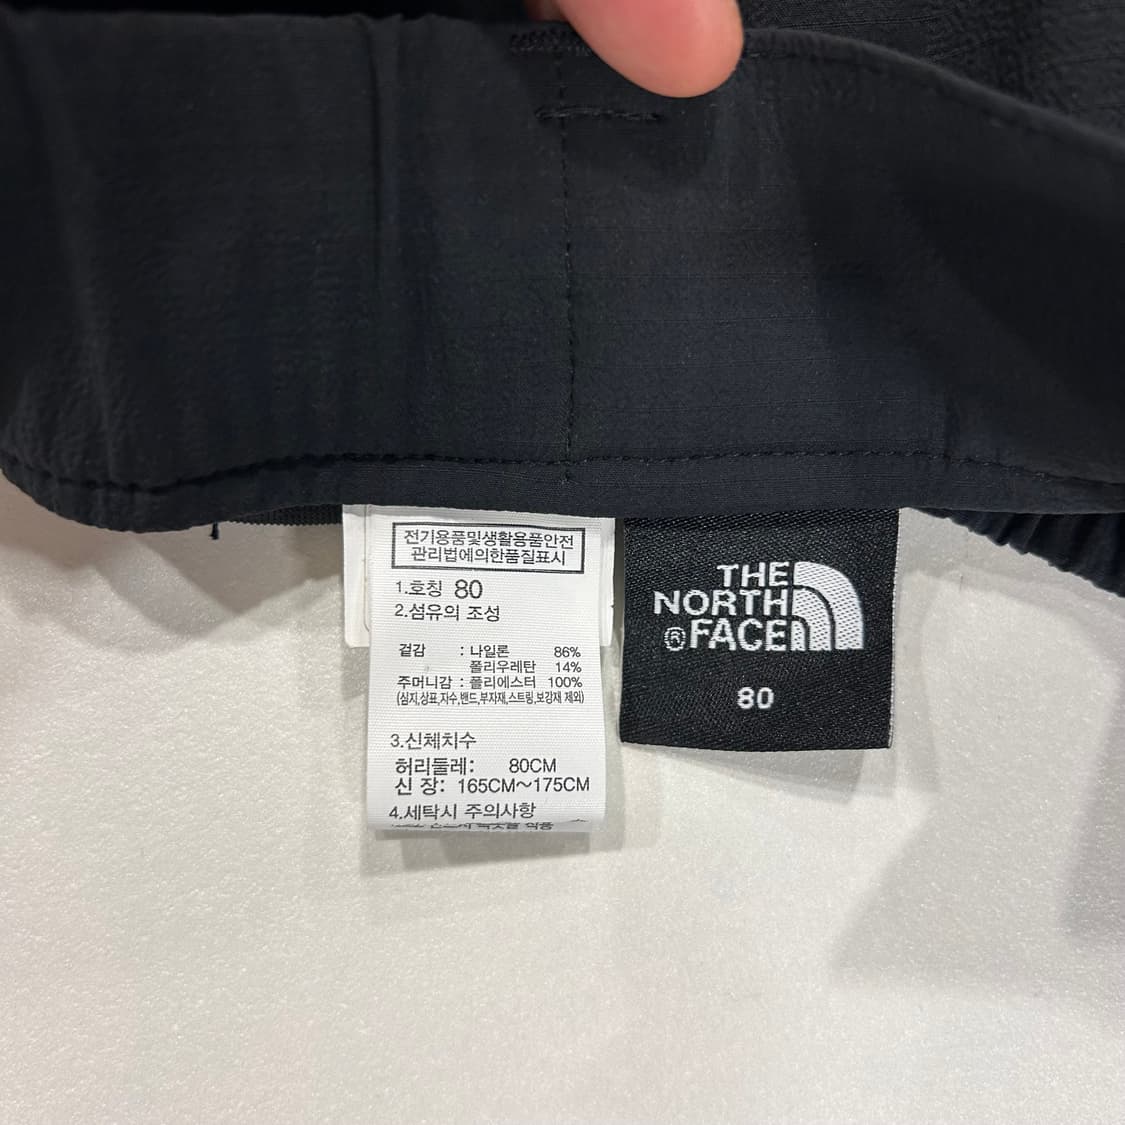 전기용품및생활용품안전
관리법에의한품질표시
1.호칭 80
2.섬유의 조성
겉감 : 나일론 86%
폴리우레탄 14%
주머니감 : 폴리에스터 100%
(심지,상표,자수,밴드,부자재,스트링,보강재 제외)
3.신체치수
허리둘레: 80CM
신 장: 165CM~175CM
4.세탁시 주의사항
THE
NORTH
® FACE
80